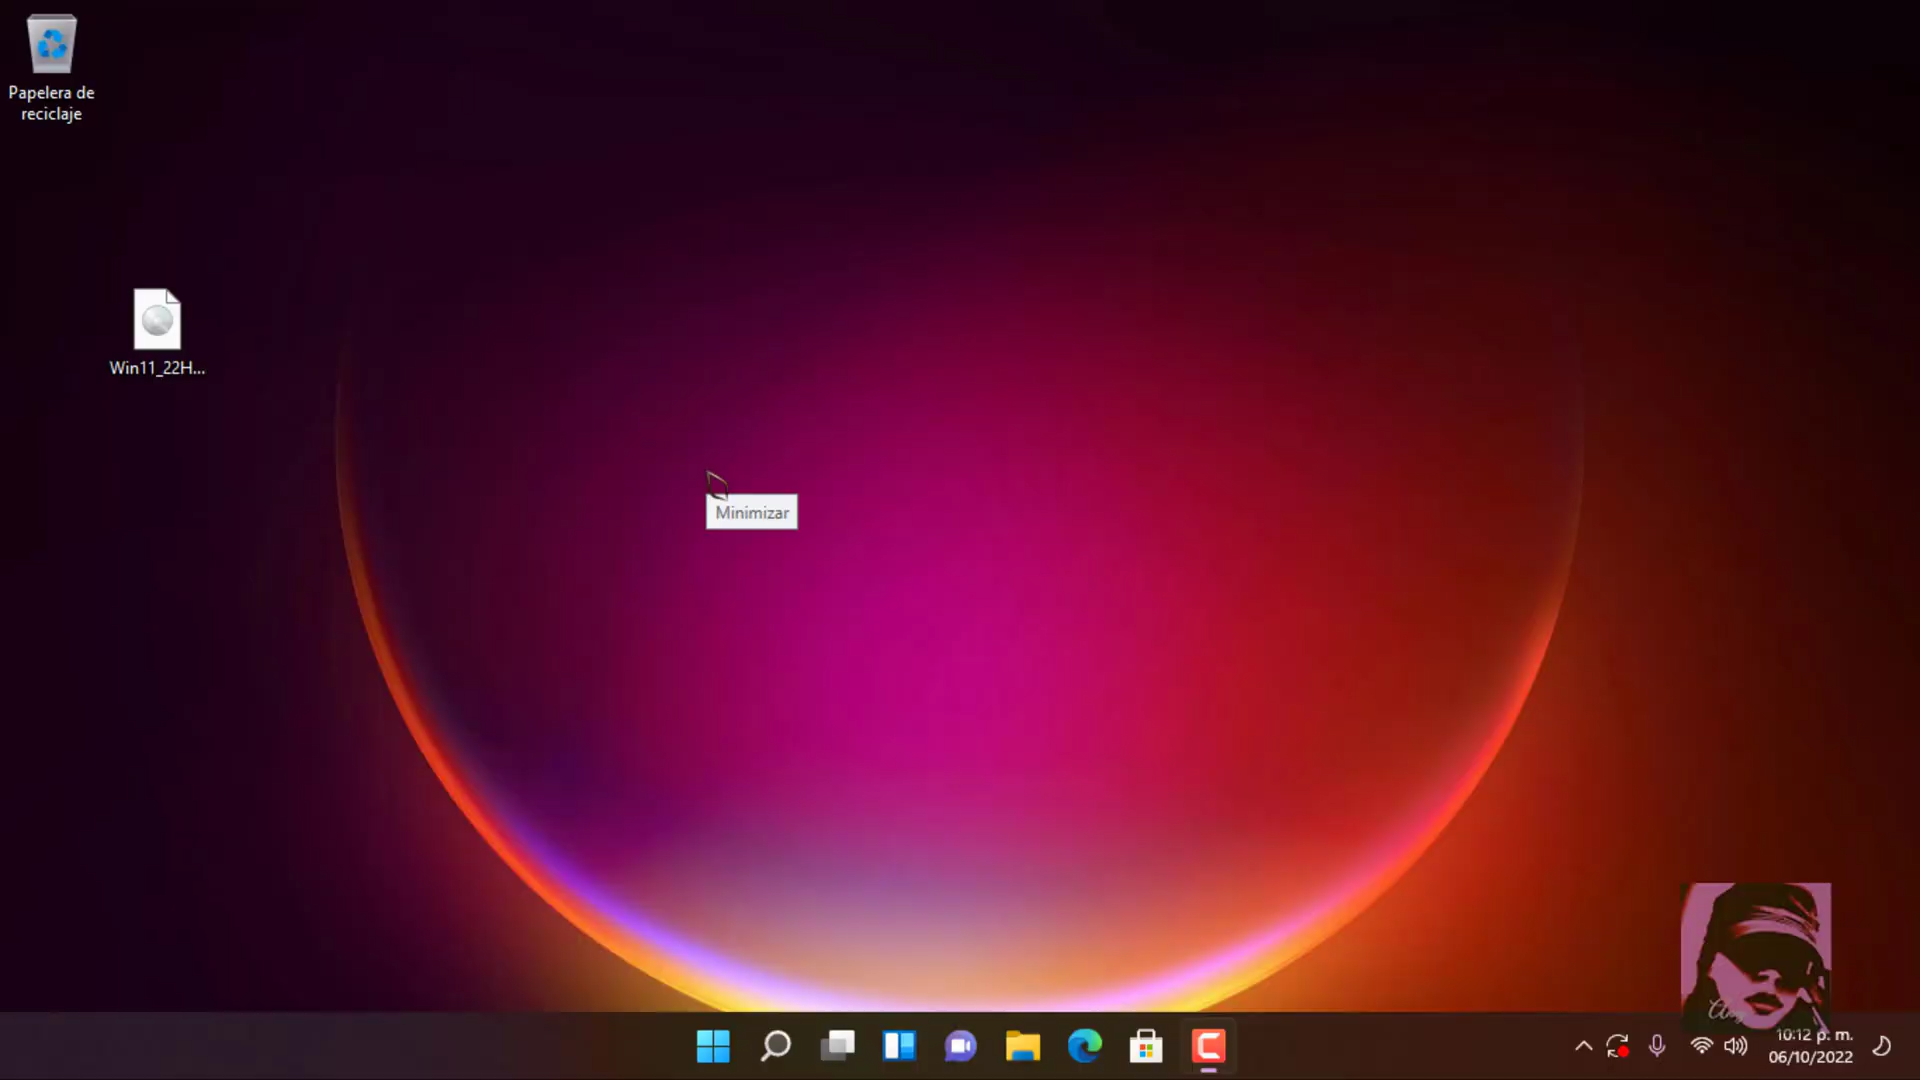 Papelera de
reciclaje
Win11_22H...
Minimizar
10:12 p. m.
06/10/2022